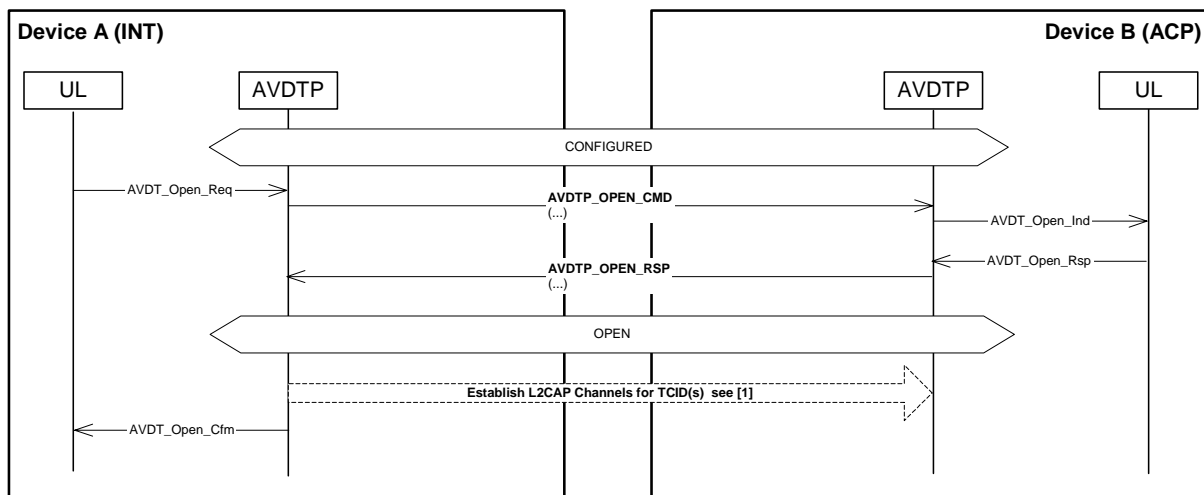 Device A (INT)
Device B (ACP)
UL
AVDTP
AVDTP
UL
CONFIGURED
AVDT_Open_Req
AVDTP_OPEN_CMD
(...)
AVDT_Open_Ind
AVDT_Open_Rsp
AVDTP_OPEN_RSP
(...)
OPEN
Establish L2CAP Channels for TCID(s) see [1]
AVDT_Open_Cfm